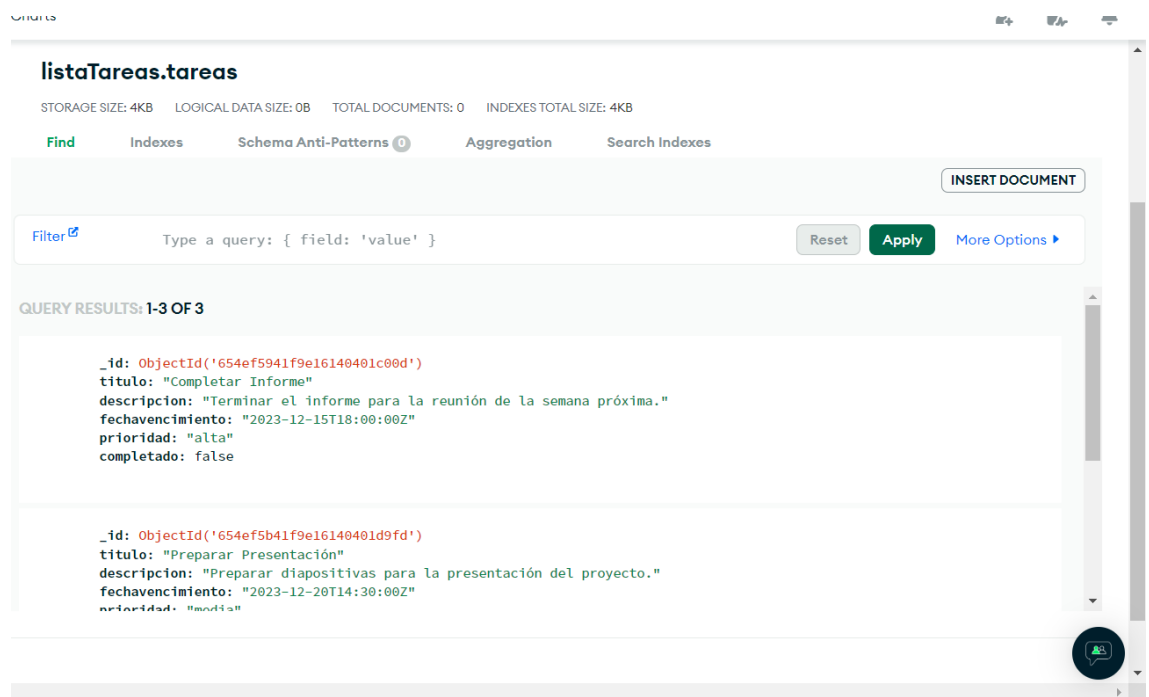 Charts
listaTareas.tareas
STORAGE SIZE: 4KB LOGICAL DATA SIZE: 0B TOTAL DOCUMENTS: 0 INDEXES TOTAL SIZE: 4KB
Find Indexes Schema Anti-Patterns 0 Aggregation Search Indexes
INSERT DOCUMENT
Filter Type a query: { field: 'value' } Reset Apply More Options
QUERY RESULTS: 1-3 OF 3
_id: ObjectId('654ef5941f9e16140401c00d')
titulo: "Completar Informe"
descripcion: "Terminar el informe para la reunión de la semana próxima."
fechavencimiento: "2023-12-15T18:00:00Z"
prioridad: "alta"
completado: false
_id: ObjectId('654ef5b41f9e16140401d9fd')
titulo: "Preparar Presentación"
descripcion: "Preparar diapositivas para la presentación del proyecto."
fechavencimiento: "2023-12-20T14:30:00Z"
prioridad: "media"